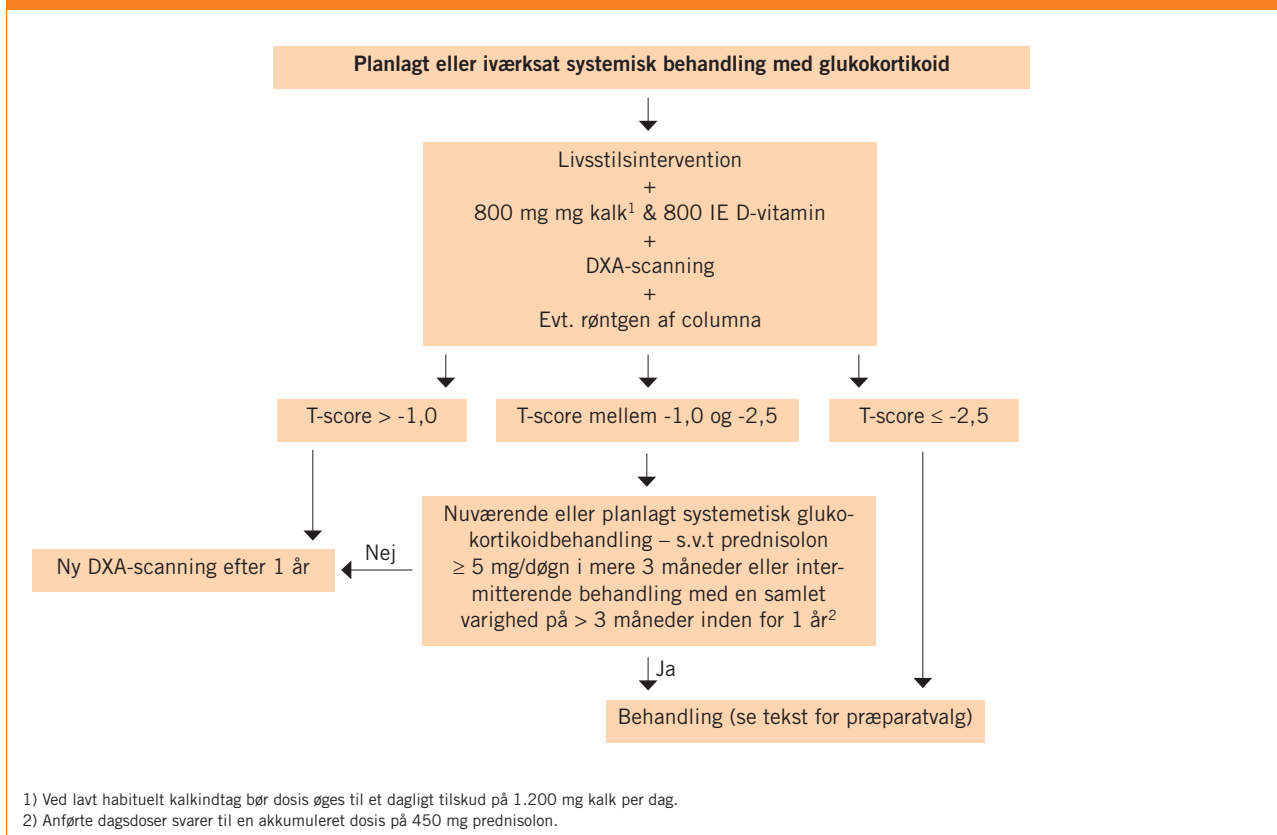 Planlagt eller iværksat systemisk behandling med glukokortikoid
Livsstilsintervention
+
800 mg mg kalk¹ & 800 IE D-vitamin
+
DXA-scanning
+
Evt. røntgen af columna
T-score > -1,0
T-score mellem -1,0 og -2,5
T-score ≤ -2,5
Nuværende eller planlagt systemetisk gluko-
kortikoidbehandling – s.v.t prednisolon
≥ 5 mg/døgn i mere 3 måneder eller inter-
mitterende behandling med en samlet
varighed på > 3 måneder inden for 1 år²
Nej
Ny DXA-scanning efter 1 år
Ja
Behandling (se tekst for præparatvalg)
1) Ved lavt habituelt kalkindtag bør dosis øges til et dagligt tilskud på 1.200 mg kalk per dag.
2) Anførte dagsdoser svarer til en akkumuleret dosis på 450 mg prednisolon.